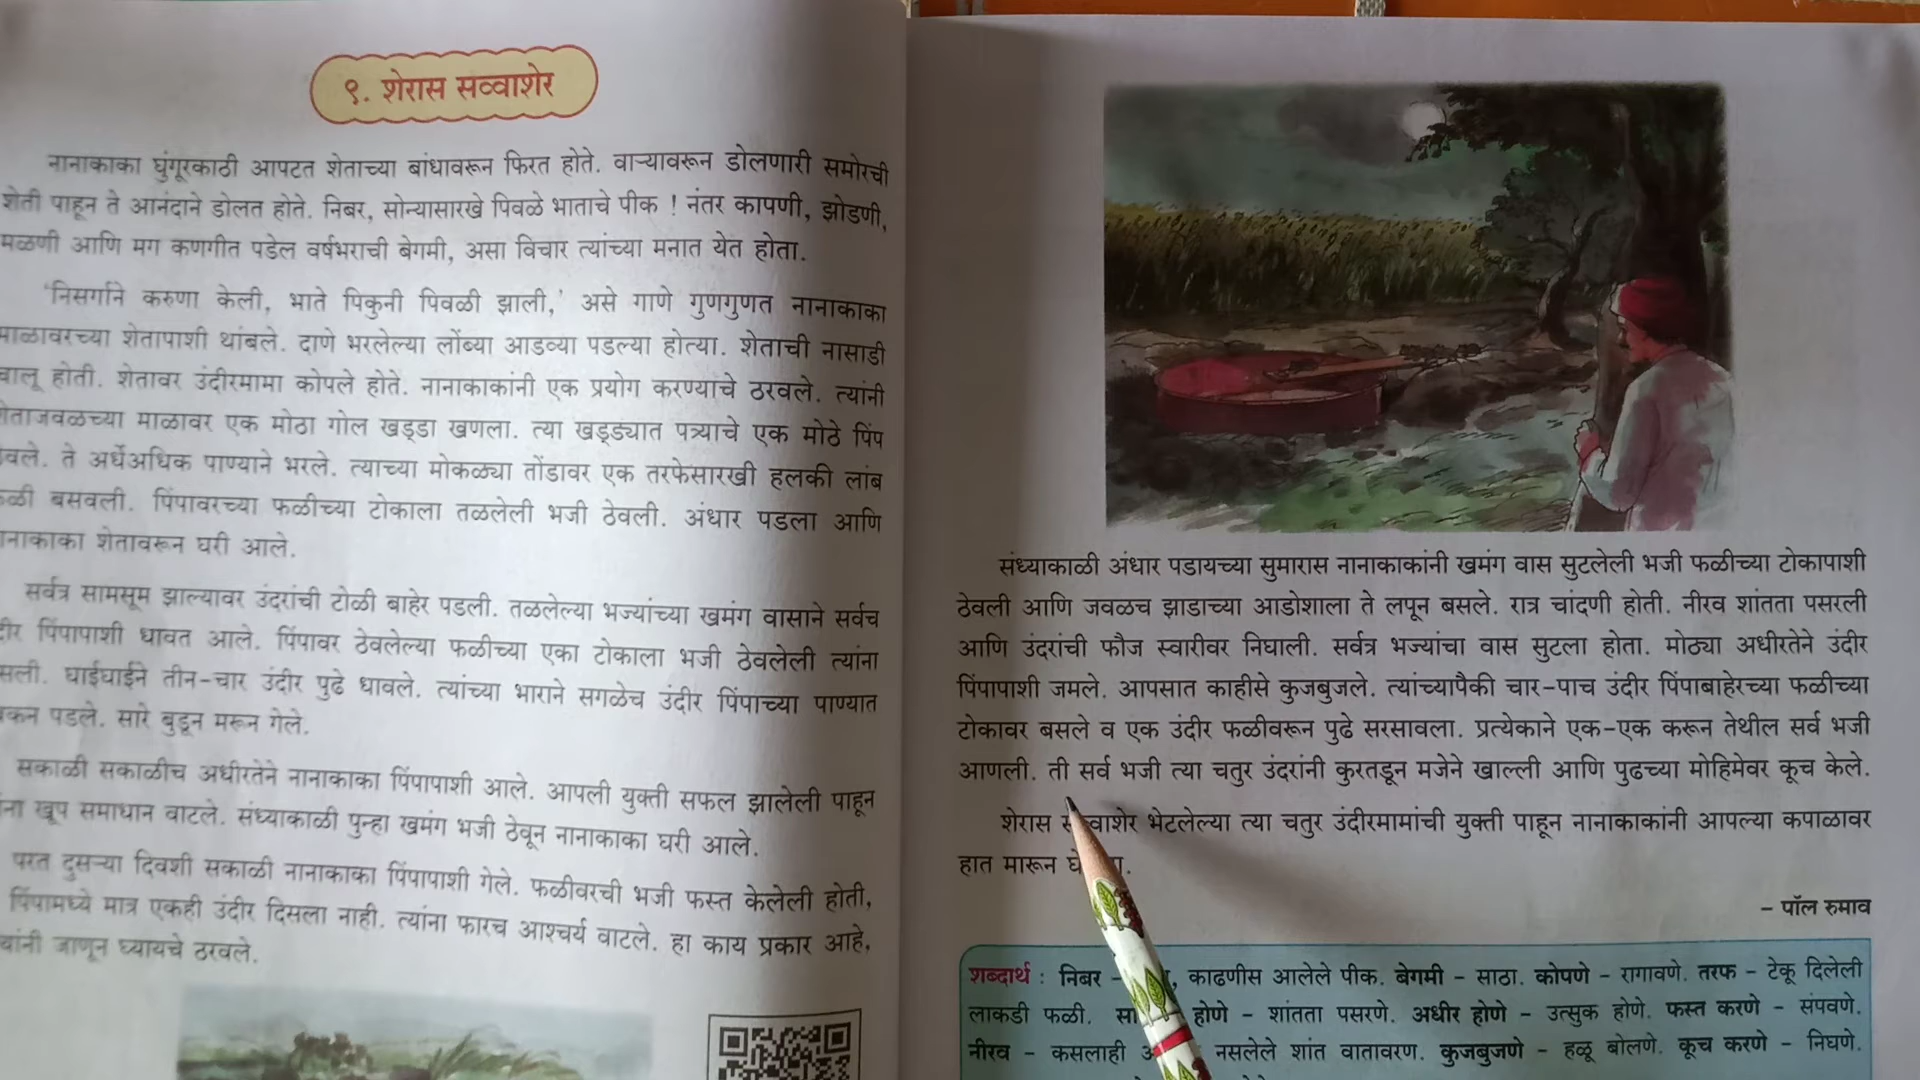 ९. शेरास सव्वाशेर
नानाकाका घुंगूरकाठी आपटत शेताच्या बांधावरून फिरत होते. वाऱ्यावरून डोलणारी समोरची
शेती पाहून ते आनंदाने डोलत होते. निबर, सोन्यासारखे पिवळे भाताचे पीक ! नंतर कापणी, झोडणी,
मळणी आणि मग कणगीत पडेल वर्षभराची बेगमी, असा विचार त्यांच्या मनात येत होता.
'निसर्गाने करुणा केली, भाते पिकुनी पिवळी झाली,' असे गाणे गुणगुणत नानाकाका
माळावरच्या शेतापाशी थांबले. दाणे भरलेल्या लोंब्या आडव्या पडल्या होत्या. शेताची नासाडी
होती. शेतावर उंदीरमामा कोपले होते. नानाकाकांनी एक प्रयोग करण्याचे ठरवले. त्यांनी
माळावर एक मोठा गोल खड्डा खणला. त्या खड्ड्यात पत्र्याचे एक मोठे पिंप
ते अर्धेअधिक पाण्याने भरले. त्याच्या मोकळ्या तोंडावर एक तरफेसारखी हलकी लांब
बसवली. पिंपावरच्या फळीच्या टोकाला तळलेली भजी ठेवली. अंधार पडला आणि
शेतावरून घरी आले.
सर्वत्र सामसूम झाल्यावर उंदरांची टोळी बाहेर पडली. तळलेल्या भज्यांच्या खमंग वासाने सर्वच
पिंपापाशी धावत आले. पिंपावर ठेवलेल्या फळीच्या एका टोकाला भजी ठेवलेली त्यांना
घाईघाईने तीन-चार उंदीर पुढे धावले. त्यांच्या भाराने सगळेच उंदीर पिंपाच्या पाण्यात
पडले. सारे बुडून मरून गेले.
सकाळी सकाळीच अधीरतेने नानाकाका पिंपापाशी आले. आपली युक्ती सफल झालेली पाहून
खूप समाधान वाटले. संध्याकाळी पुन्हा खमंग भजी ठेवून नानाकाका घरी आले.
परत दुसऱ्या दिवशी सकाळी नानाकाका पिंपापाशी गेले. फळीवरची भजी फस्त केलेली होती,
पिंपामध्ये मात्र एकही उंदीर दिसला नाही. त्यांना फारच आश्चर्य वाटले. हा काय प्रकार आहे,
जाणून घ्यायचे ठरवले.
संध्याकाळी अंधार पडायच्या सुमारास नानाकाकांनी खमंग वास सुटलेली भजी फळीच्या टोकापाशी
ठेवली आणि जवळच झाडाच्या आडोशाला ते लपून बसले. रात्र चांदणी होती. नीरव शांतता पसरली
आणि उंदरांची फौज स्वारीवर निघाली. सर्वत्र भज्यांचा वास सुटला होता. मोठ्या अधीरतेने उंदीर
पिंपापाशी जमले. आपसात काहीसे कुजबुजले. त्यांच्यापैकी चार-पाच उंदीर पिंपाबाहेरच्या फळीच्या
टोकावर बसले व एक उंदीर फळीवरून पुढे सरसावला. प्रत्येकाने एक-एक करून तेथील सर्व भजी
आणली. ती सर्व भजी त्या चतुर उंदरांनी कुरतडून मजेने खाल्ली आणि पुढच्या मोहिमेवर कूच केले.
शेरास भेटलेल्या त्या चतुर उंदीरमामांची युक्ती पाहून नानाकाकांनी आपल्या कपाळावर
हात मारून
– पॉल रुमाव
शब्दार्थ : निबर – काढणीस आलेले पीक. बेगमी – साठा. कोपणे – रागावणे. तरफ – टेकू दिलेली
लाकडी फळी. होणे – शांतता पसरणे. अधीर होणे – उत्सुक होणे. फस्त करणे – संपवणे.
नीरव – कसलाही नसलेले शांत वातावरण. कुजबुजणे – हळू बोलणे. कूच करणे – निघणे.